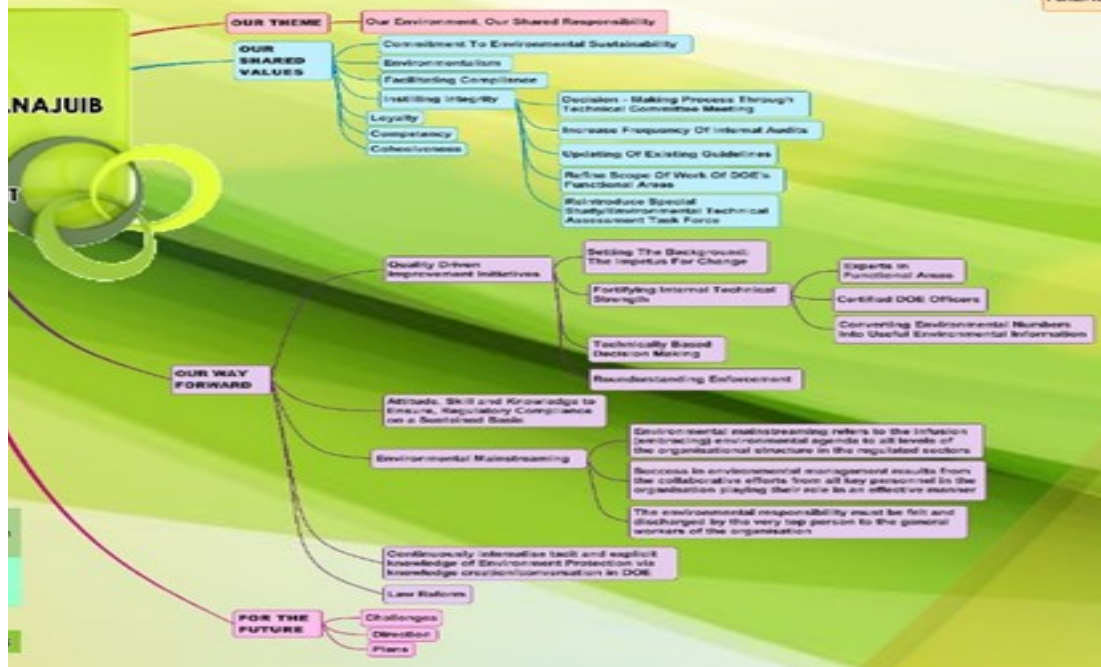 OUR THEME
Our Environment, Our Shared Responsibility
OUR
SHARED
VALUES
Commitment To Environmental Sustainability
Environmentalism
Facilitating Compliance
Instilling Integrity
Loyalty
Competency
Cohesiveness
Decision - Making Process Through
Technical Committee Meeting
Increase Frequency Of Internal Audits
Updating Of Existing Guidelines
Refine Scope Of Work Of DOE's
Functional Areas
Reintroduce Special
Study/Environmental Technical
Assessment Task Force
ANAJUIB
T
OUR WAY
FORWARD
Quality Driven
Improvement Initiatives
Setting The Background:
The Impetus For Change
Fortifying Internal Technical
Strength
Experts in
Functional Areas
Certified DOE Officers
Converting Environmental Numbers
Into Useful Environmental Information
Technically Based
Decision Making
Reunderstanding Enforcement
Attitude, Skill and Knowledge to
Ensure, Regulatory Compliance
on a Sustained Basis
Environmental Mainstreaming
Environmental mainstreaming refers to the infusion
(embracing) environmental agenda to all levels of
the organisational structure in the regulated sectors
Success in environmental management results from
the collaborative efforts from all key personnel in the
organisation playing their role in an effective manner
The environmental responsibility must be felt and
discharged by the very top person to the general
workers of the organisation
Continuously internalise tacit and explicit
knowledge of Environment Protection via
knowledge creation/conversation in DOE
Law Reform
FOR THE
FUTURE
Challenges
Direction
Plans